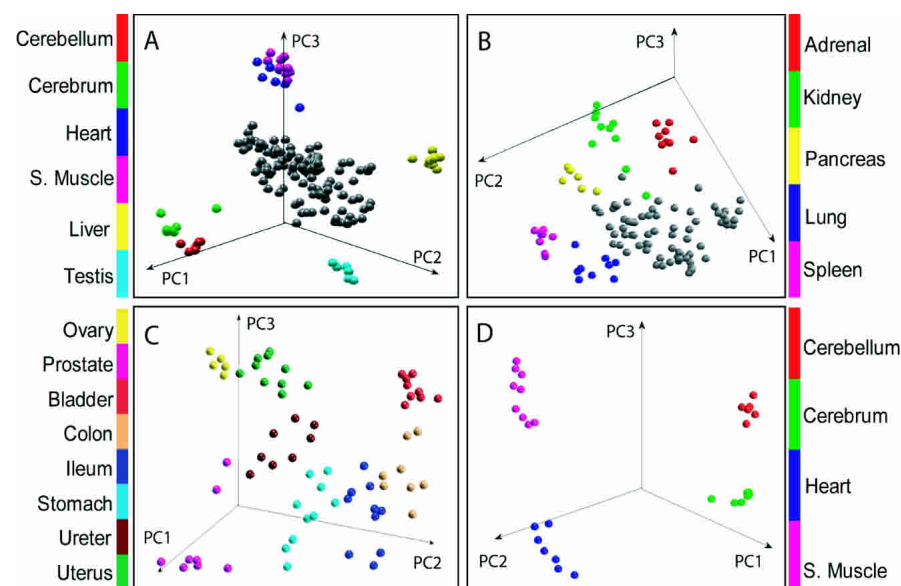 Cerebellum
Cerebrum
Heart
S. Muscle
Liver
Testis
A
PC3
PC1
PC2
B
PC3
PC2
PC1
Adrenal
Kidney
Pancreas
Lung
Spleen
Ovary
Prostate
Bladder
Colon
Ileum
Stomach
Ureter
Uterus
C
PC3
PC1
PC2
D
PC3
PC2
PC1
Cerebellum
Cerebrum
Heart
S. Muscle